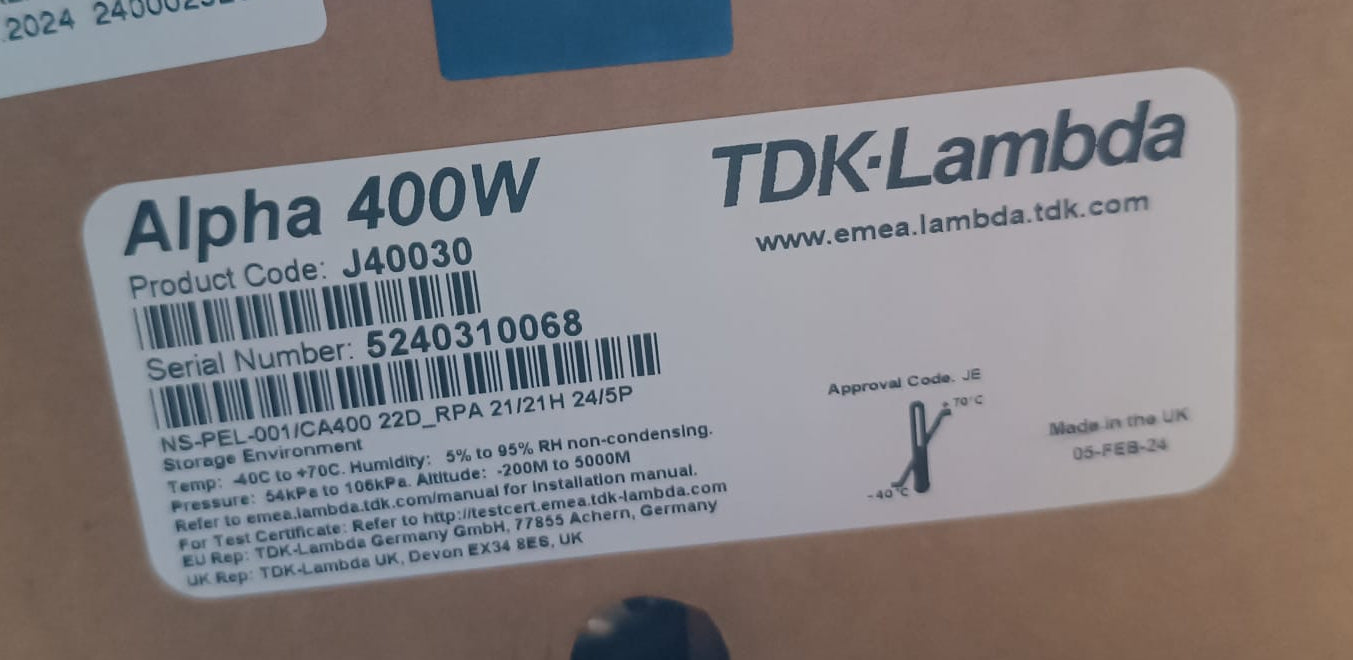 2024
Alpha 400W
TDK·Lambda
www.emea.lambda.tdk.com
Product Code: J40030
Serial Number: 5240310068
NS-PEL-001/CA400 22D_RPA 21/21H 24/5P
Storage Environment
Temp: -40C to +70C. Humidity: 5% to 95% RH non-condensing.
Pressure: 54kPa to 106kPa. Altitude: -200M to 5000M
Refer to emea.lambda.tdk.com/manual for Installation manual.
For Test Certificate: Refer to http://testcert.emea.tdk-lambda.com
EU Rep: TDK-Lambda Germany GmbH, 77855 Achern, Germany
UK Rep: TDK-Lambda UK, Devon EX34 8ES, UK
Approval Code. JE
+70°C
-40°C
Made in the UK
05-FEB-24